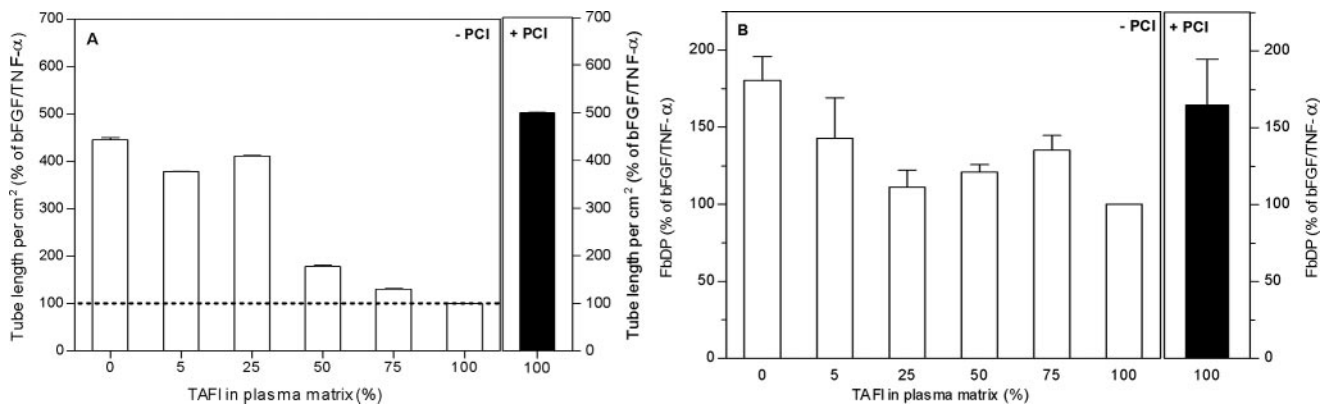 A
- PCI
+ PCI
Tube length per cm² (% of bFGF/TNF-α)
700
600
500
400
300
200
100
0
0 5 25 50 75 100
100
700
600
500
400
300
200
100
0
Tube length per cm² (% of bFGF/TNF-α)
TAFI in plasma matrix (%)
B
- PCI
+ PCI
FbDP (% of bFGF/TNF-α)
200
150
100
50
0
0 5 25 50 75 100
100
200
150
100
50
0
FbDP (% of bFGF/TNF-α)
TAFI in plasma matrix (%)